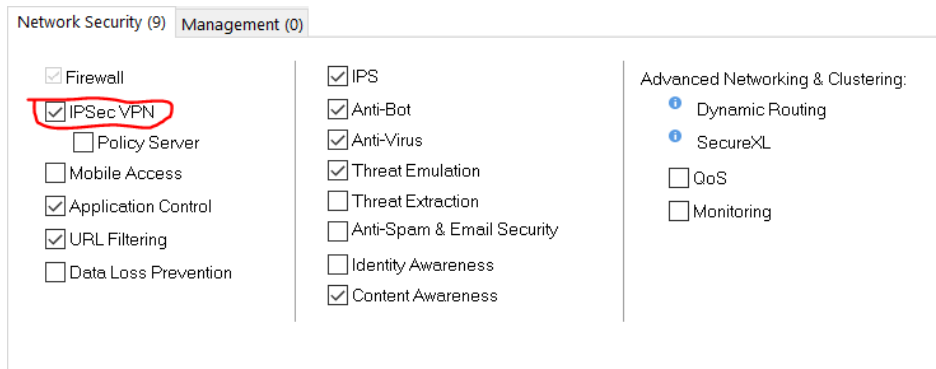 Network Security (9)
Management (0)
Firewall
IPSec VPN
Policy Server
Mobile Access
Application Control
URL Filtering
Data Loss Prevention
IPS
Anti-Bot
Anti-Virus
Threat Emulation
Threat Extraction
Anti-Spam & Email Security
Identity Awareness
Content Awareness
Advanced Networking & Clustering:
Dynamic Routing
SecureXL
QoS
Monitoring